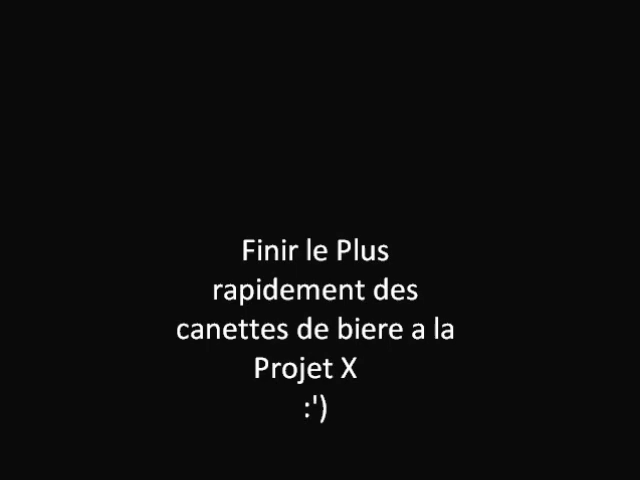 Finir le Plus
rapidement des
canettes de biere a la
Projet X
:')